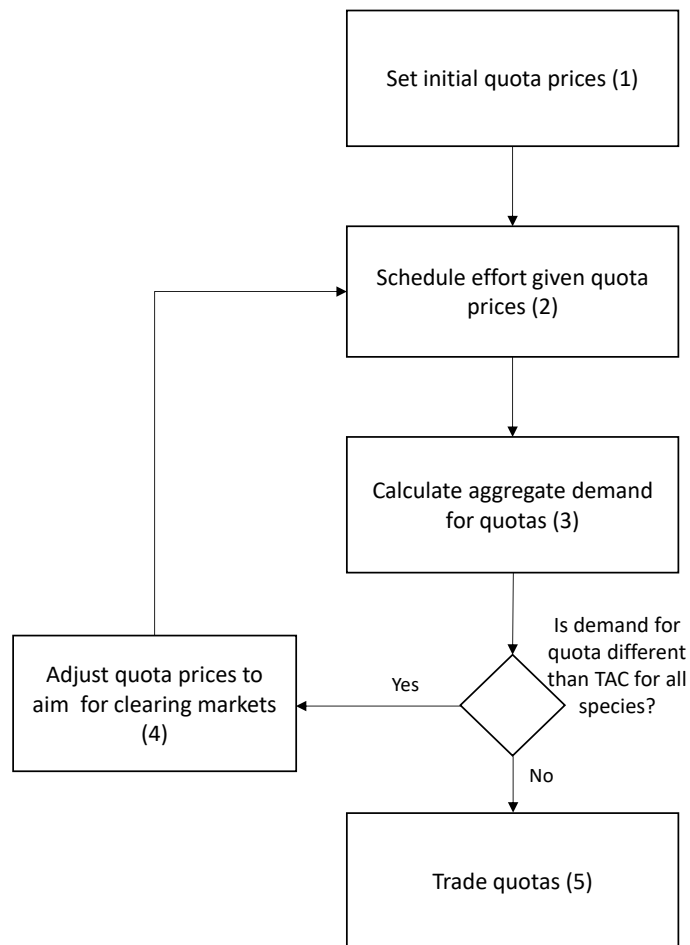 Set initial quota prices (1)
Schedule effort given quota
prices (2)
Calculate aggregate demand
for quotas (3)
Is demand for
quota different
than TAC for all
species?
Yes
Adjust quota prices to
aim for clearing markets
(4)
No
Trade quotas (5)